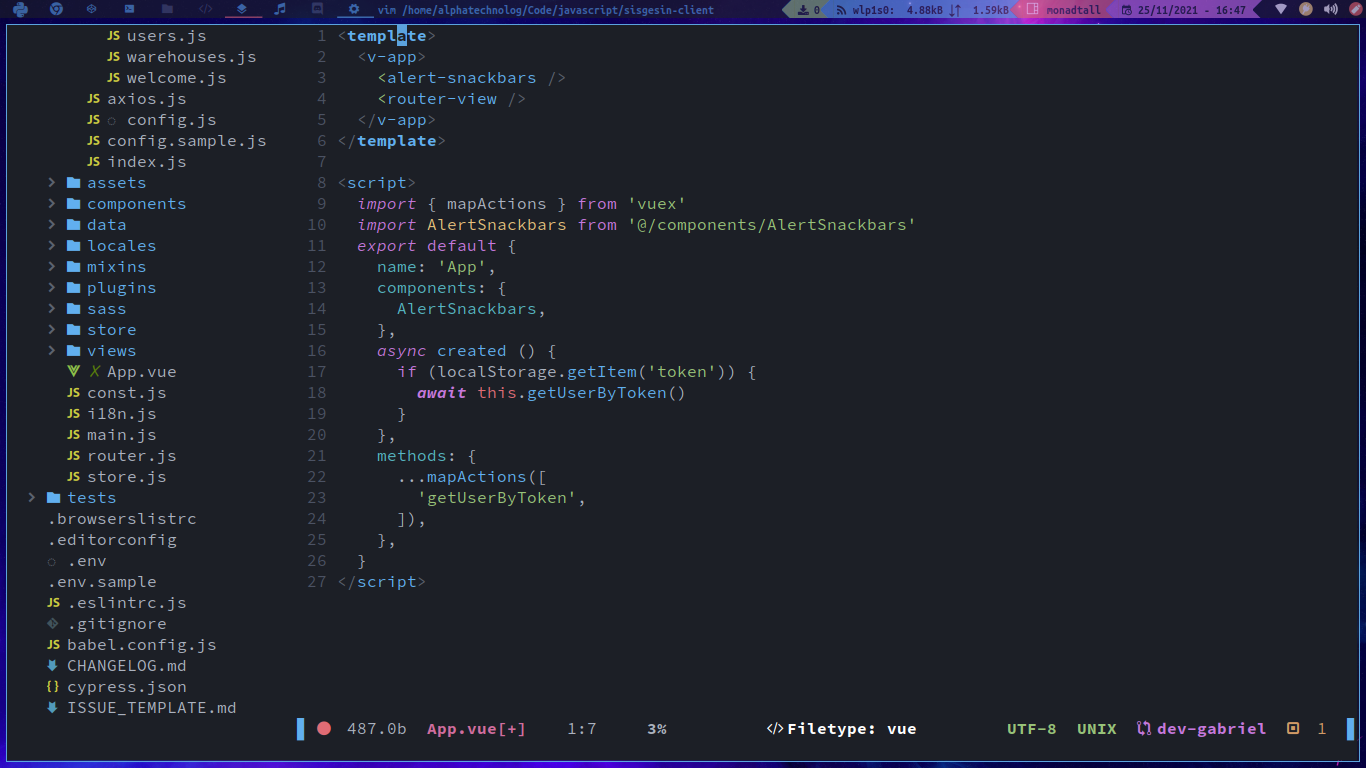 vim /home/alphatechnolog/Code/javascript/sisgesin-client
0
wlp1s0: 4.88kB ↓↑ 1.59kB
monadtall
25/11/2021 - 16:47
JS users.js
JS warehouses.js
JS welcome.js
JS axios.js
JS config.js
JS config.sample.js
JS index.js
assets
components
data
locales
mixins
plugins
sass
store
views
X App.vue
JS const.js
JS i18n.js
JS main.js
JS router.js
JS store.js
tests
.browserslistrc
.editorconfig
.env
.env.sample
JS .eslintrc.js
.gitignore
JS babel.config.js
CHANGELOG.md
{} cypress.json
ISSUE_TEMPLATE.md
1 <template>
2   <v-app>
3     <alert-snackbars />
4     <router-view />
5   </v-app>
6 </template>
7
8 <script>
9   import { mapActions } from 'vuex'
10   import AlertSnackbars from '@/components/AlertSnackbars'
11   export default {
12     name: 'App',
13     components: {
14       AlertSnackbars,
15     },
16     async created () {
17       if (localStorage.getItem('token')) {
18         await this.getUserByToken()
19       }
20     },
21     methods: {
22       ...mapActions([
23         'getUserByToken',
24       ]),
25     },
26   }
27 </script>
487.0b App.vue[+] 1:7 3% </> Filetype: vue UTF-8 UNIX dev-gabriel 1